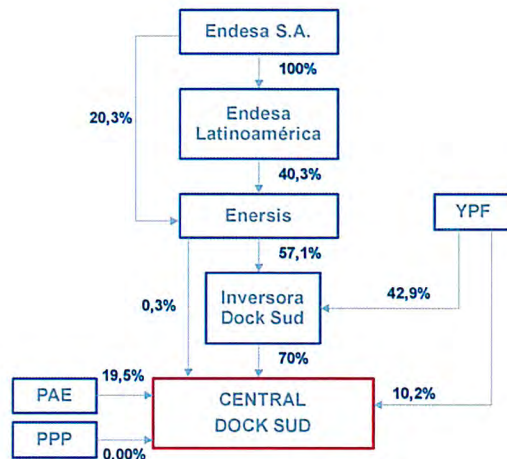 Endesa S.A.
100%
20,3%
Endesa
Latinoamérica
40,3%
Enersis
YPF
57,1%
0,3%
Inversora
Dock Sud
42,9%
70%
19,5%
PAE
CENTRAL
DOCK SUD
10,2%
PPP
0,00%